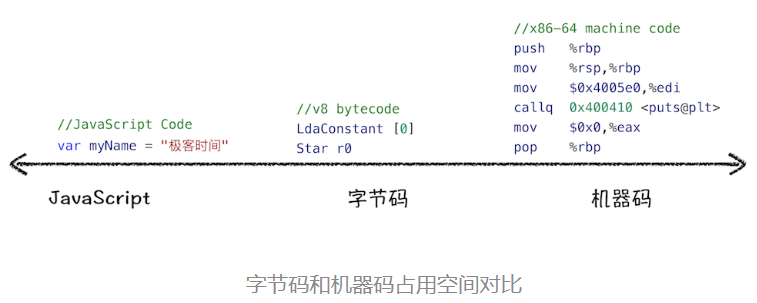 //JavaScript Code
var myName = "极客时间"
//v8 bytecode
LdaConstant [0]
Star r0
//x86-64 machine code
push %rbp
mov %rsp,%rbp
mov $0x4005e0,%edi
callq 0x400410 <puts@plt>
mov $0x0,%eax
pop %rbp
JavaScript
字节码
机器码
字节码和机器码占用空间对比